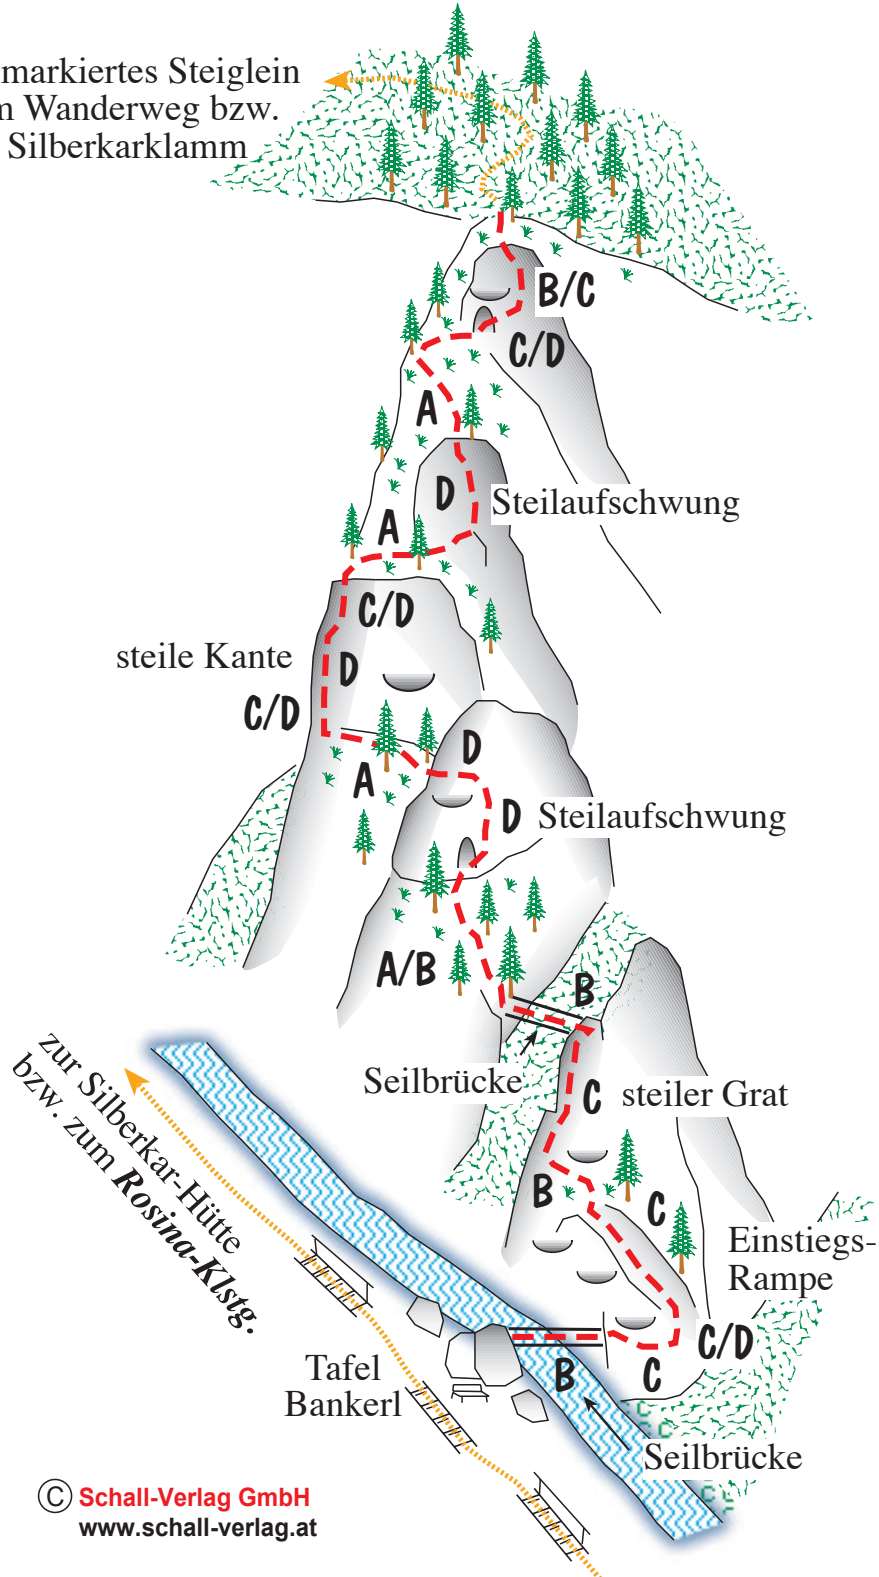 markiertes Steiglein
m Wanderweg bzw.
Silberkarklamm
B/C
C/D
A
D
Steilaufschwung
A
C/D
steile Kante
D
C/D
D
A
D
Steilaufschwung
A/B
B
Seilbrücke
C
steiler Grat
zur Silberkar-Hütte
bzw. zum Rosina-Klstg.
B
C
Einstiegs-
Rampe
C/D
Tafel
Bankerl
B
C
Seilbrücke
© Schall-Verlag GmbH
www.schall-verlag.at